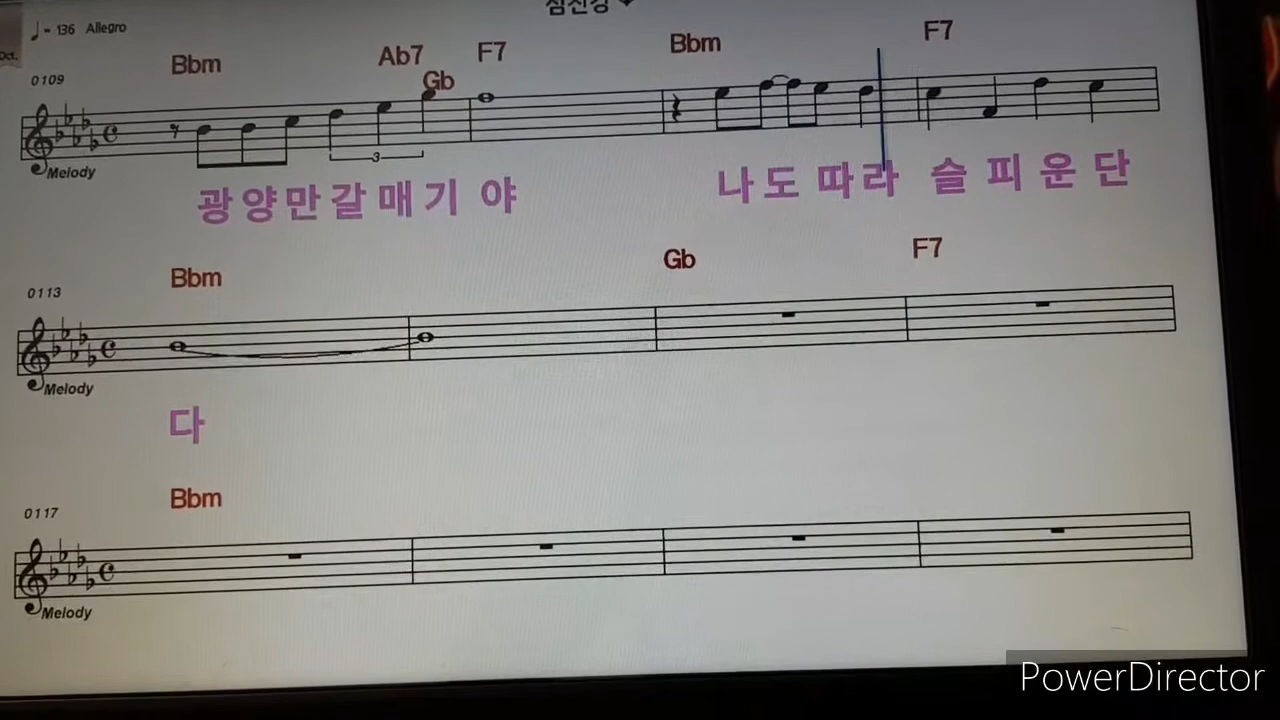 ♩= 136 Allegro
Oct.
Bbm Ab7 Gb F7 Bbm F7
0109
Melody
광양만갈매기 야 나도 따라 슬피운단
Bbm Gb F7
0113
Melody
다
Bbm
0117
Melody
PowerDirector